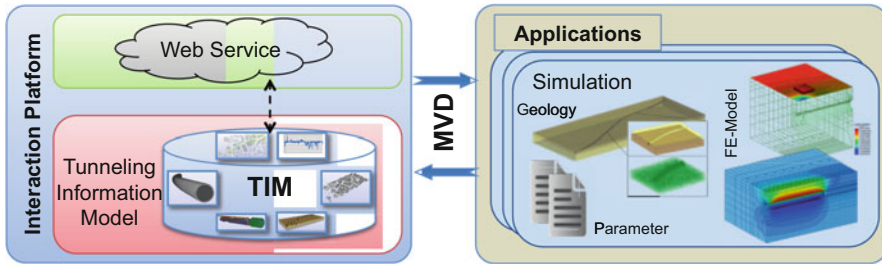 Interaction Platform
Web Service
Tunneling
Information
Model
TIM
MVD
Applications
Simulation
Geology
FE-Model
Parameter